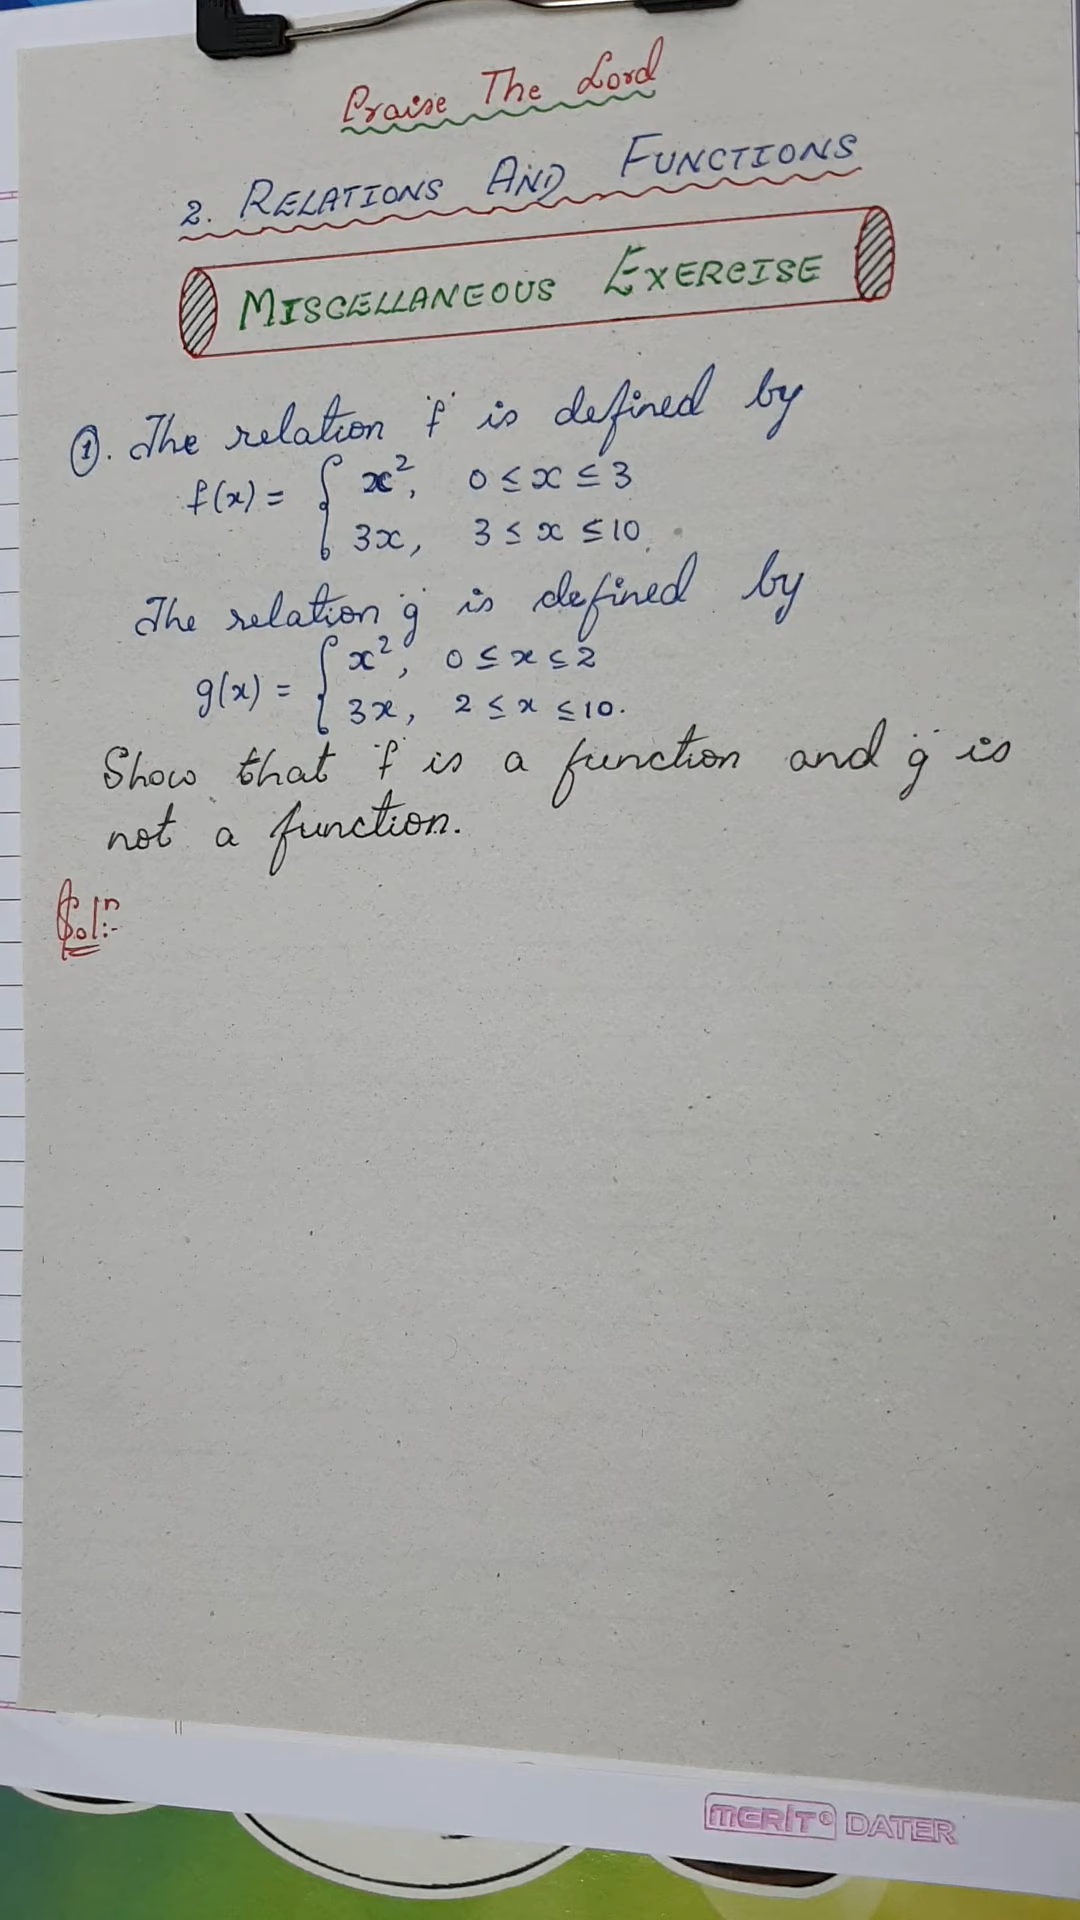 Praise The Lord
2. RELATIONS AND FUNCTIONS
MISCELLANEOUS EXERCISE
①. The relation 'f' is defined by
f(x) = { x², 0 ≤ x ≤ 3
3x, 3 ≤ x ≤ 10.
The relation 'g' is defined by
g(x) = { x², 0 ≤ x ≤ 2
3x, 2 ≤ x ≤ 10.
Show that 'f' is a function and 'g' is
not a function.
Solⁿ:-
merit® DATER